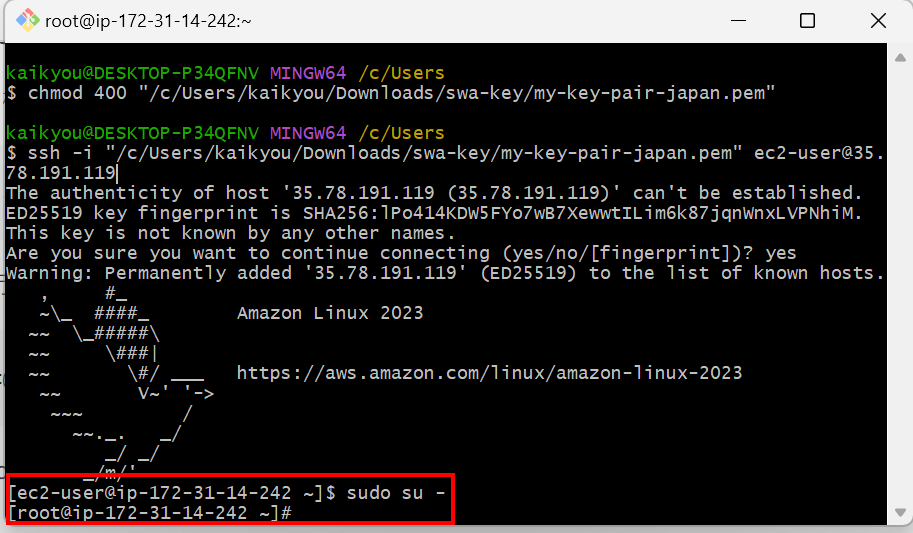 root@ip-172-31-14-242:~
kaikyou@DESKTOP-P34QFNV MINGW64 /c/Users
$ chmod 400 "/c/Users/kaikyou/Downloads/swa-key/my-key-pair-japan.pem"
kaikyou@DESKTOP-P34QFNV MINGW64 /c/Users
$ ssh -i "/c/Users/kaikyou/Downloads/swa-key/my-key-pair-japan.pem" ec2-user@35.
78.191.119
The authenticity of host '35.78.191.119 (35.78.191.119)' can't be established.
ED25519 key fingerprint is SHA256:lPo414KDW5FYo7wB7XewwtILim6k87jqnWnxLVPNhiM.
This key is not known by any other names.
Are you sure you want to continue connecting (yes/no/[fingerprint])? yes
Warning: Permanently added '35.78.191.119' (ED25519) to the list of known hosts.
   ,     #_
   ~\_  ####_        Amazon Linux 2023
  ~~  \_#####\
  ~~     \###|
  ~~       \#/ ___   https://aws.amazon.com/linux/amazon-linux-2023
   ~~       V~' '->
    ~~~         /
      ~~._.   _/
         _/ _/
       _/m/'
[ec2-user@ip-172-31-14-242 ~]$ sudo su -
[root@ip-172-31-14-242 ~]#